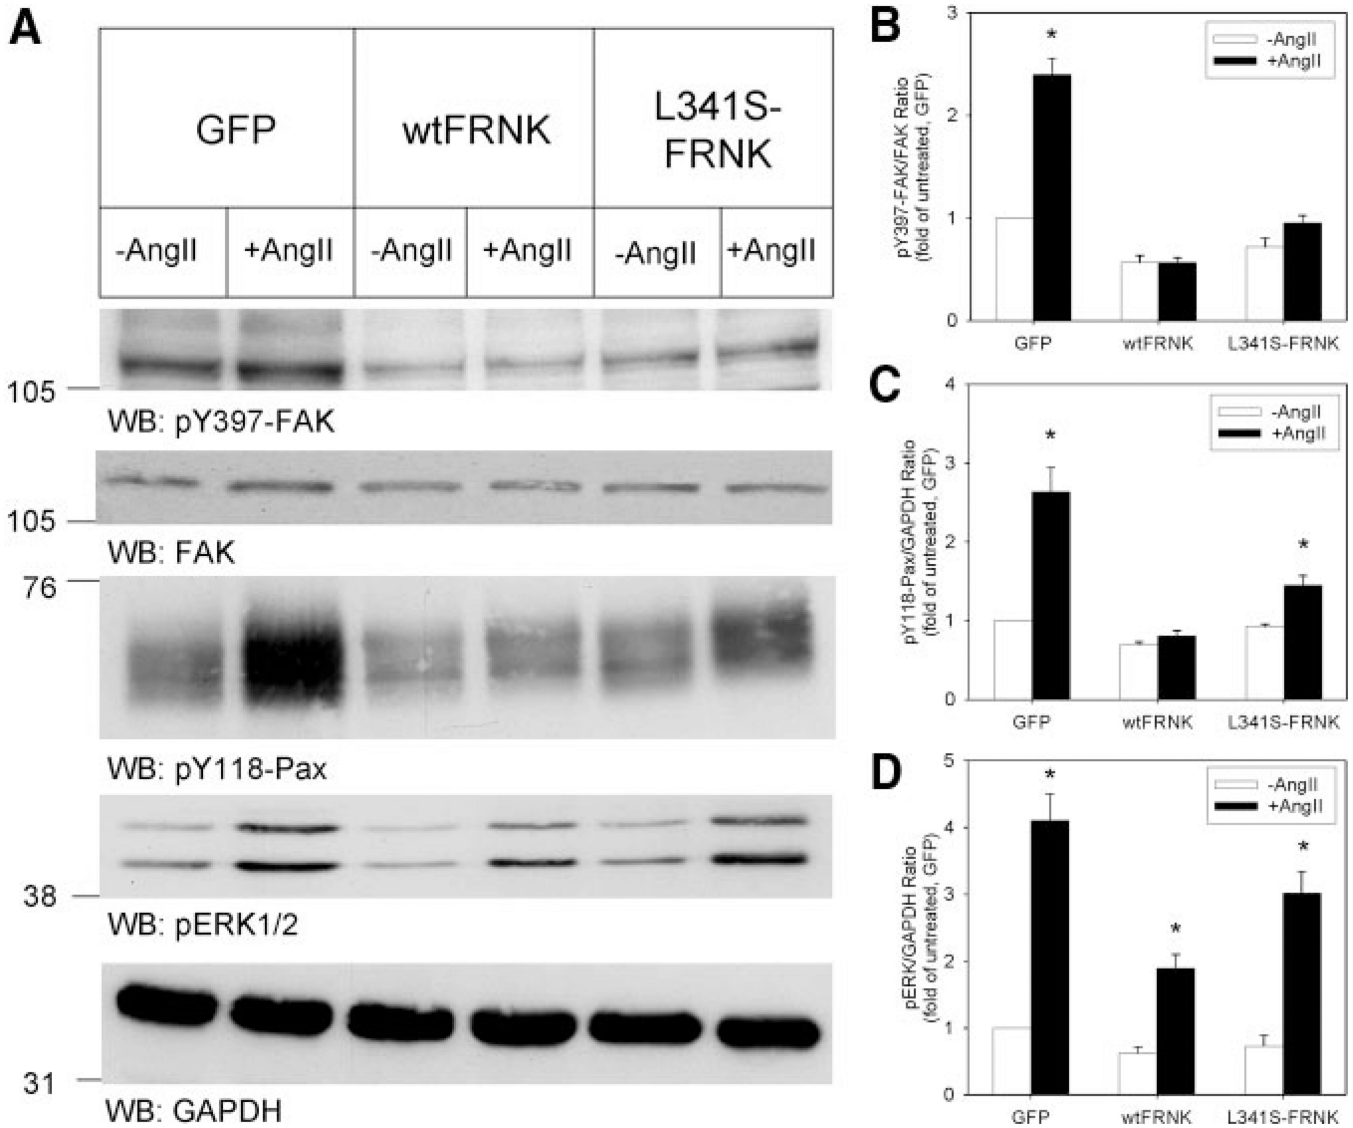 A
GFP
wtFRNK
L341S-
FRNK
-AngII
+AngII
-AngII
+AngII
-AngII
+AngII
105
WB: pY397-FAK
105
WB: FAK
76
WB: pY118-Pax
38
WB: pERK1/2
31
WB: GAPDH
B
pY397-FAK/FAK Ratio
(fold of untreated, GFP)
3
2
1
0
-AngII
+AngII
*
GFP
wtFRNK
L341S-FRNK
C
pY118-Pax/GAPDH Ratio
(fold of untreated, GFP)
4
3
2
1
0
-AngII
+AngII
*
*
GFP
wtFRNK
L341S-FRNK
D
pERK/GAPDH Ratio
(fold of untreated, GFP)
5
4
3
2
1
0
-AngII
+AngII
*
*
*
GFP
wtFRNK
L341S-FRNK